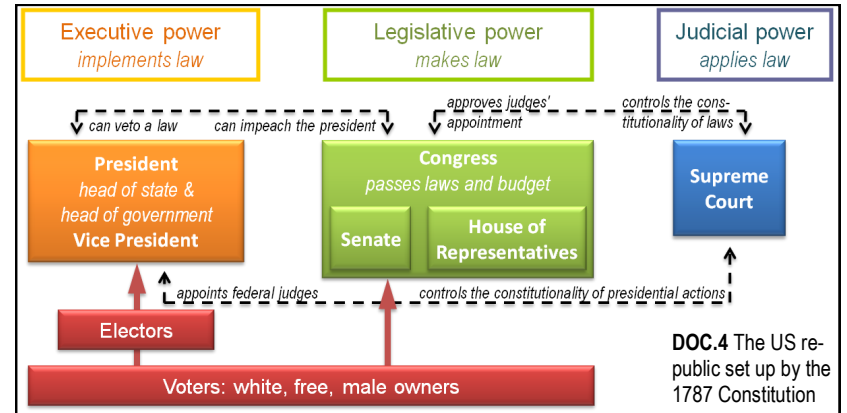 Executive power
implements law
Legislative power
makes law
Judicial power
applies law
can veto a law
can impeach the president
approves judges'
appointment
controls the cons-
titutionality of laws
President
head of state &
head of government
Vice President
Congress
passes laws and budget
Senate
House of
Representatives
Supreme
Court
appoints federal judges
controls the constitutionality of presidential actions
Electors
Voters: white, free, male owners
DOC.4 The US re-
public set up by the
1787 Constitution